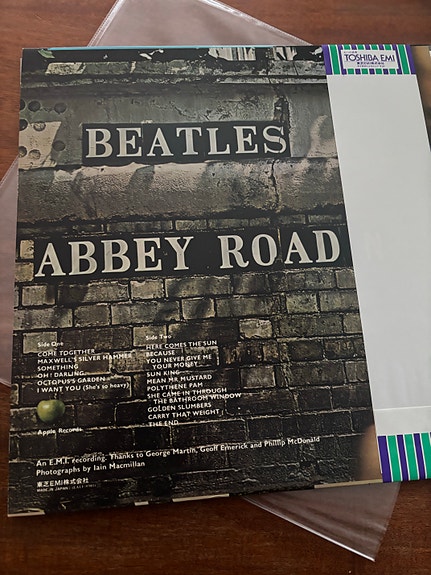 TOSHIBA EMI
BEATLES
ABBEY ROAD
Side One
COME TOGETHER
MAXWELL'S SILVER HAMMER
SOMETHING
OH! DARLING
OCTOPUS'S GARDEN
I WANT YOU (She's so heavy)
Side Two
HERE COMES THE SUN
BECAUSE
YOU NEVER GIVE ME
YOUR MONEY
SUN KING
MEAN MR MUSTARD
POLYTHENE PAM
SHE CAME IN THROUGH
THE BATHROOM WINDOW
GOLDEN SLUMBERS
CARRY THAT WEIGHT
THE END
Apple Records
An E.M.I. recording. Thanks to George Martin, Geoff Emerick and Phillip McDonald
Photographs by Iain Macmillan
東芝EMI株式会社
MADE IN JAPAN